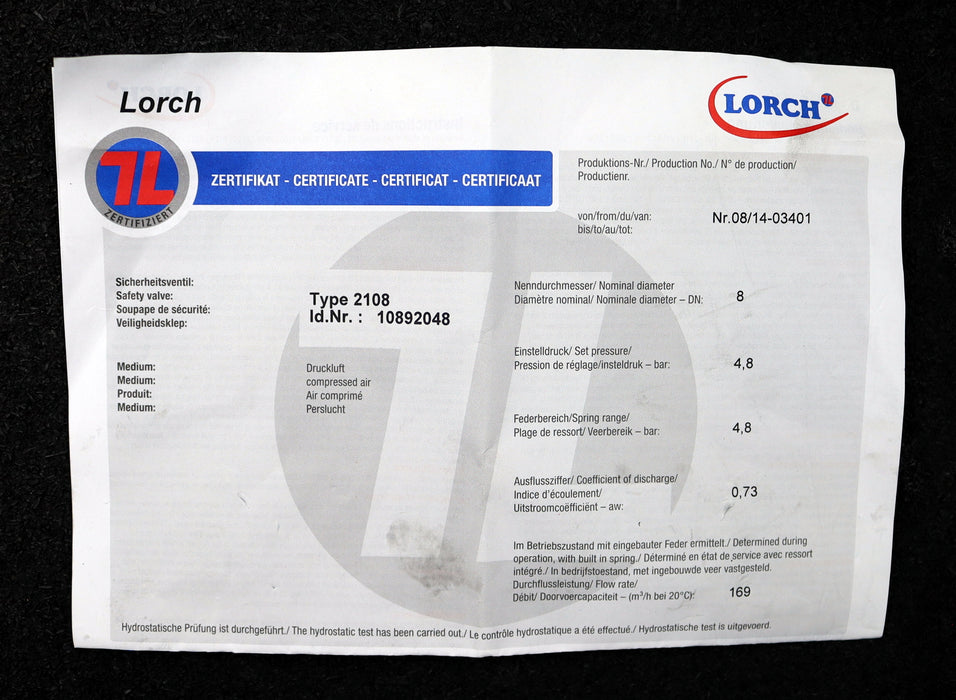 Lorch
LORCH TL
TL
ZERTIFIZIERT
ZERTIFIKAT - CERTIFICATE - CERTIFICAT - CERTIFICAAT
Produktions-Nr./ Production No./ N° de production/
Productienr.
von/from/du/van:
bis/to/au/tot:
Nr.08/14-03401
Sicherheitsventil:
Safety valve:
Soupape de sécurité:
Veiligheidsklep:
Type 2108
Id.Nr. : 10892048
Medium:
Medium:
Produit:
Medium:
Druckluft
compressed air
Air comprimé
Perslucht
Nenndurchmesser/ Nominal diameter
Diamètre nominal/ Nominale diameter – DN: 8
Einstelldruck/ Set pressure/
Pression de réglage/insteldruk – bar: 4,8
Federbereich/Spring range/
Plage de ressort/ Veerbereik – bar: 4,8
Ausflussziffer/ Coefficient of discharge/
Indice d'écoulement/
Uitstroomcoëfficiënt – aw: 0,73
Im Betriebszustand mit eingebauter Feder ermittelt./ Determined during
operation, with built in spring./ Déterminé en état de service avec ressort
intégré./ In bedrijfstoestand, met ingebouwde veer vastgesteld.
Durchflussleistung/ Flow rate/
Débit/ Doorvoercapaciteit – (m³/h bei 20°C): 169
Hydrostatische Prüfung ist durchgeführt./ The hydrostatic test has been carried out./ Le contrôle hydrostatique a été effectué./ Hydrostatische test is uitgevoerd.